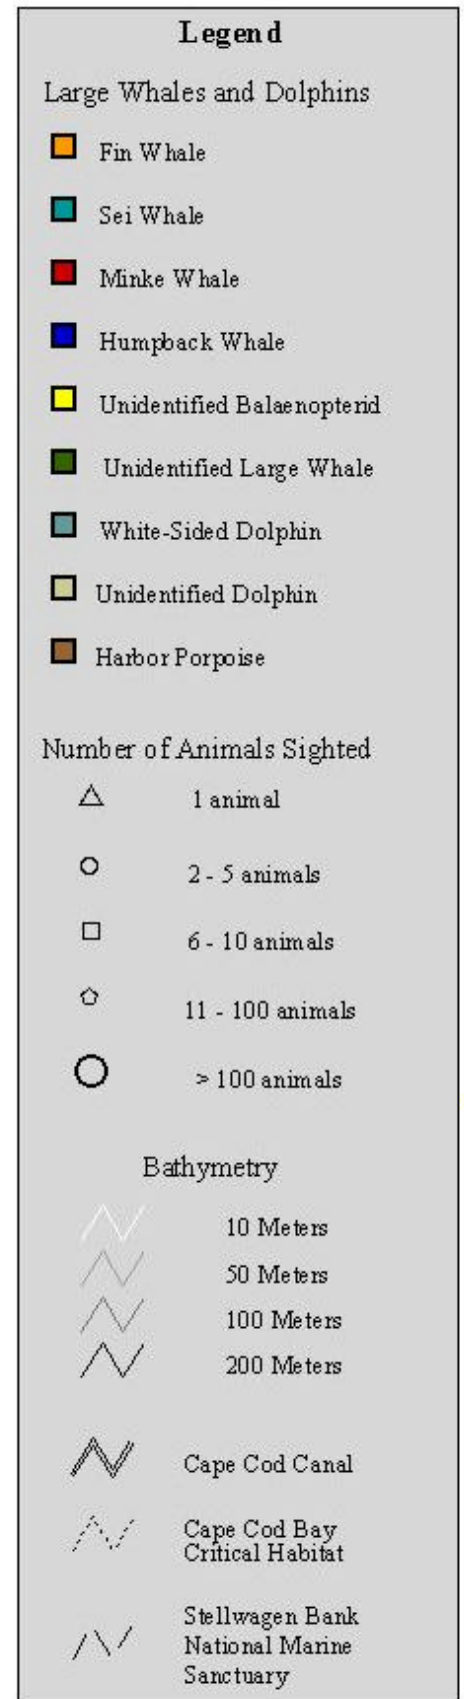 Legend
Large Whales and Dolphins
Fin Whale
Sei Whale
Minke Whale
Humpback Whale
Unidentified Balaenopterid
Unidentified Large Whale
White-Sided Dolphin
Unidentified Dolphin
Harbor Porpoise
Number of Animals Sighted
1 animal
2 - 5 animals
6 - 10 animals
11 - 100 animals
> 100 animals
Bathymetry
10 Meters
50 Meters
100 Meters
200 Meters
Cape Cod Canal
Cape Cod Bay
Critical Habitat
Stellwagen Bank
National Marine
Sanctuary